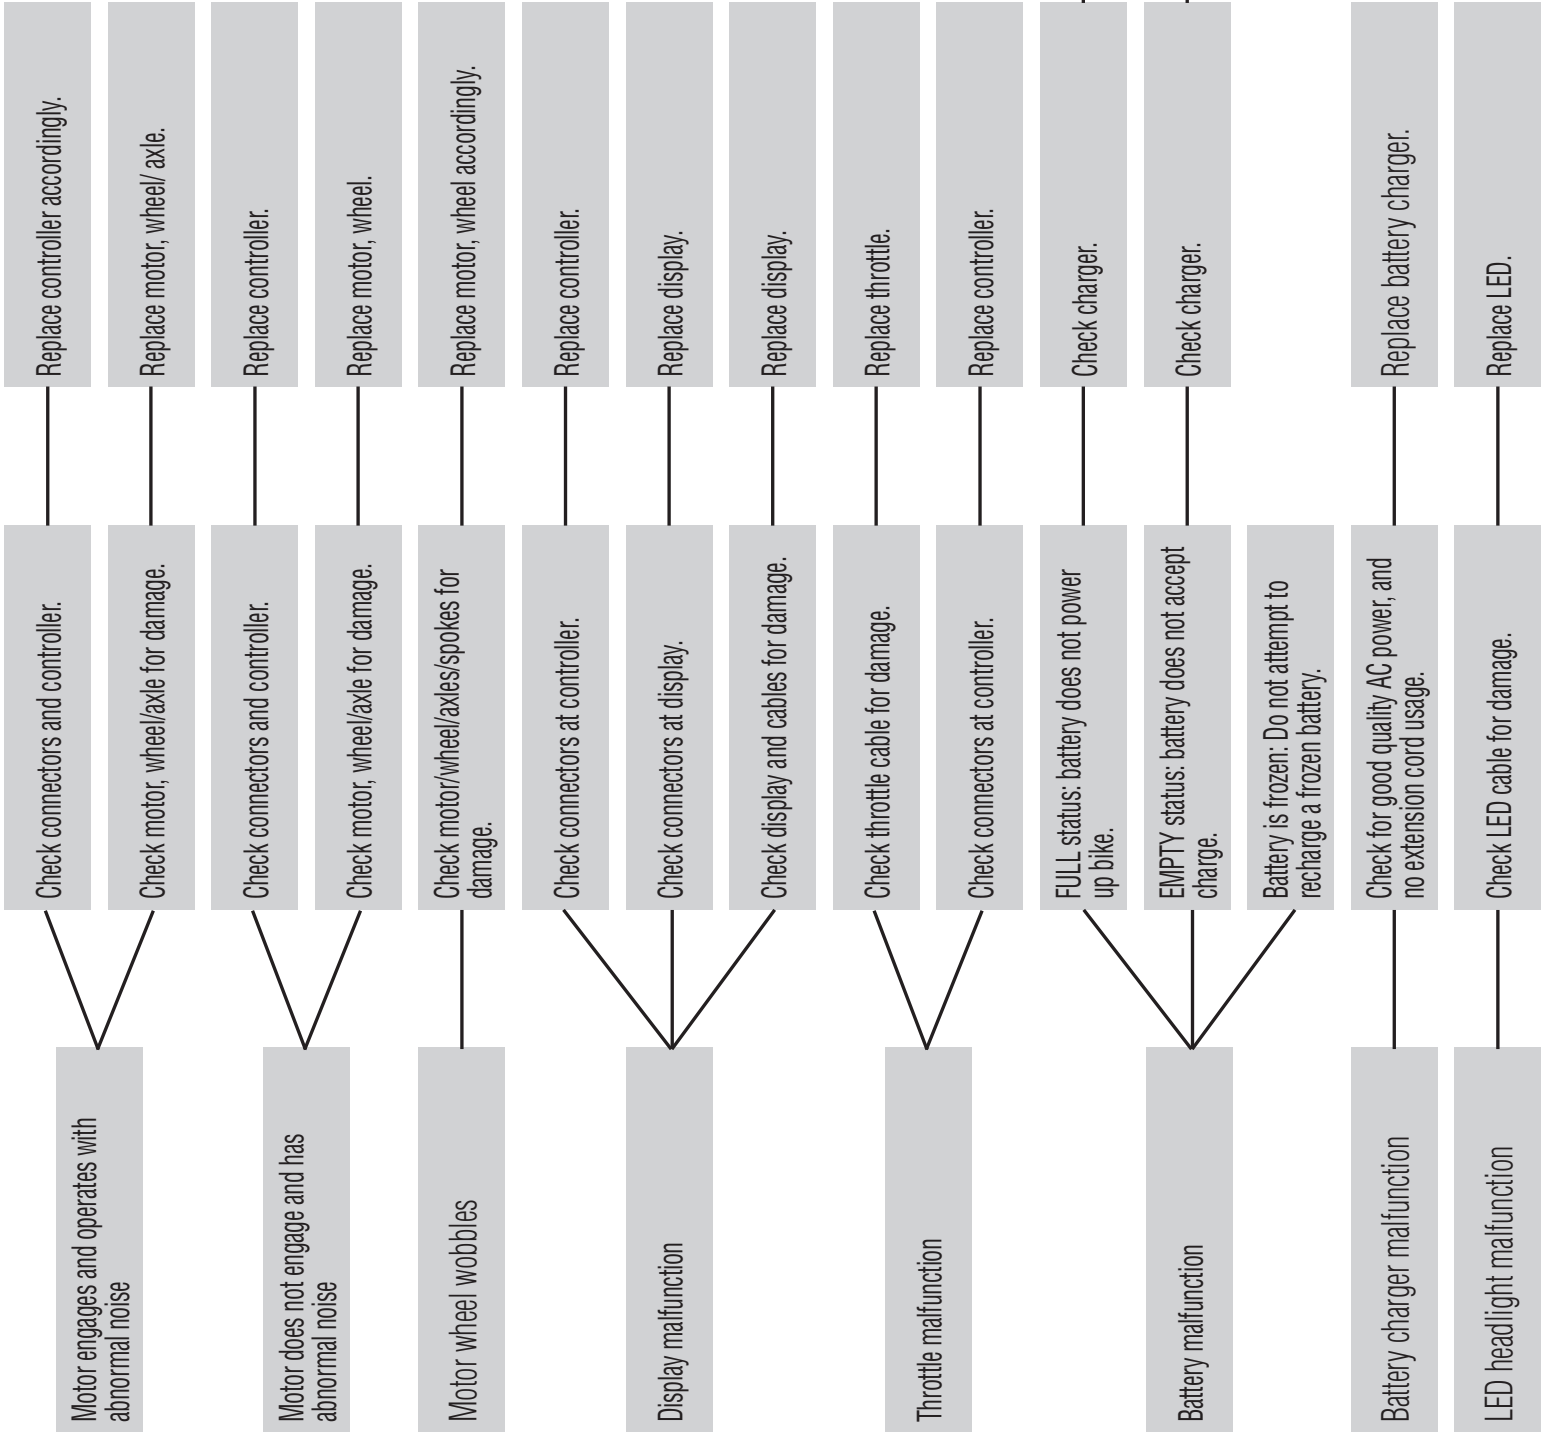 Motor engages and operates with
abnormal noise
Check connectors and controller.
Replace controller accordingly.
Check motor, wheel/axle for damage.
Replace motor, wheel/ axle.
Motor does not engage and has
abnormal noise
Check connectors and controller.
Replace controller.
Check motor, wheel/axle for damage.
Replace motor, wheel.
Motor wheel wobbles
Check motor/wheel/axles/spokes for
damage.
Replace motor, wheel accordingly.
Display malfunction
Check connectors at controller.
Replace controller.
Check connectors at display.
Replace display.
Check display and cables for damage.
Replace display.
Throttle malfunction
Check throttle cable for damage.
Replace throttle.
Check connectors at controller.
Replace controller.
Battery malfunction
FULL status: battery does not power
up bike.
Check charger.
EMPTY status: battery does not accept
charge.
Check charger.
Battery is frozen: Do not attempt to
recharge a frozen battery.
Battery charger malfunction
Check for good quality AC power, and
no extension cord usage.
Replace battery charger.
LED headlight malfunction
Check LED cable for damage.
Replace LED.